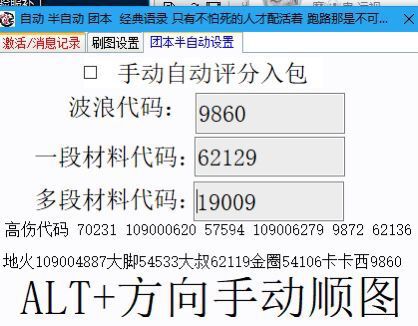 自动 半自动 团本 经典语录 只有不怕死的人才配活着 跑路那是不可...
激活/消息记录 刷图设置 团本半自动设置
手动自动评分入包
波浪代码： 9860
一段材料代码： 62129
多段材料代码： 19009
高伤代码 70231 109000620 57594 109006279 9872 62136
地火109004887大脚54533大叔62119金圈54106卡卡西9860
ALT+方向手动顺图